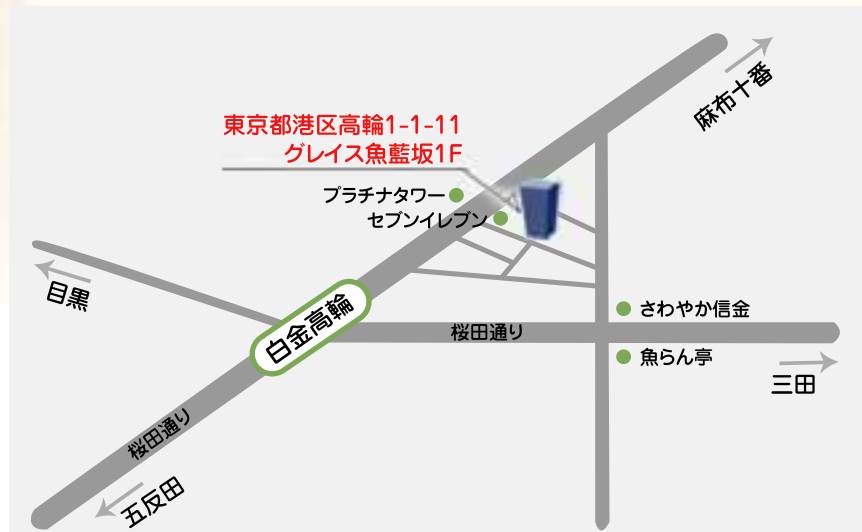 麻布十番
東京都港区高輪1-1-11
グレイス魚藍坂1F
プラチナタワー
セブンイレブン
目黒
白金高輪
さわやか信金
桜田通り
魚らん亭
三田
桜田通り
五反田